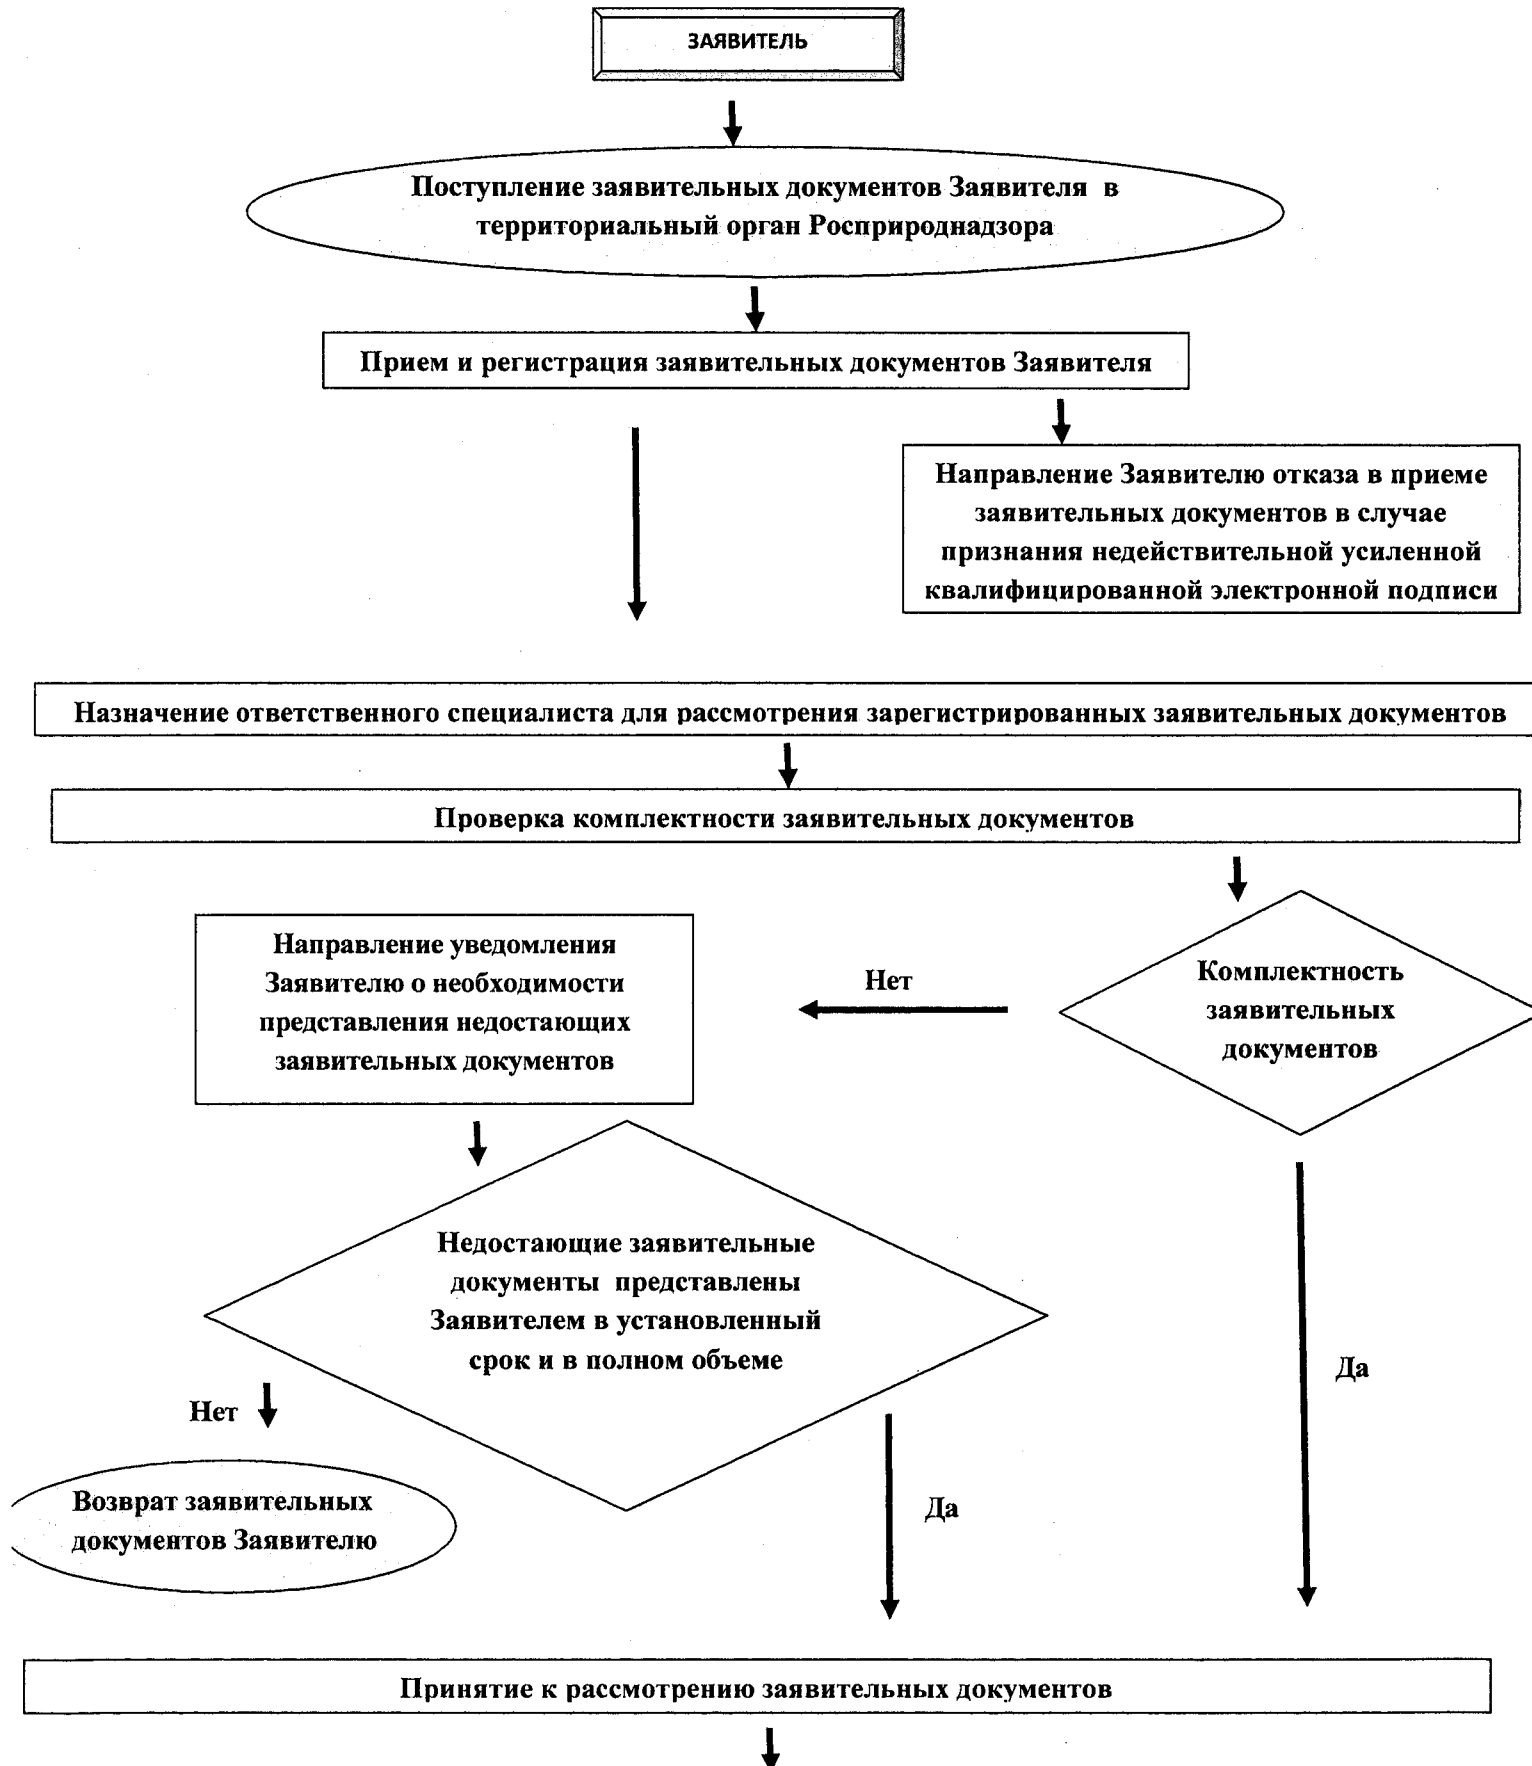 ЗАЯВИТЕЛЬ
Поступление заявительных документов Заявителя в
территориальный орган Росприроднадзора
Прием и регистрация заявительных документов Заявителя
Направление Заявителю отказа в приеме
заявительных документов в случае
признания недействительной усиленной
квалифицированной электронной подписи
Назначение ответственного специалиста для рассмотрения зарегистрированных заявительных документов
Проверка комплектности заявительных документов
Направление уведомления
Заявителю о необходимости
представления недостающих
заявительных документов
Нет
Комплектность
заявительных
документов
Недостающие заявительные
документы представлены
Заявителем в установленный
срок и в полном объеме
Да
Нет
Возврат заявительных
документов Заявителю
Да
Принятие к рассмотрению заявительных документов